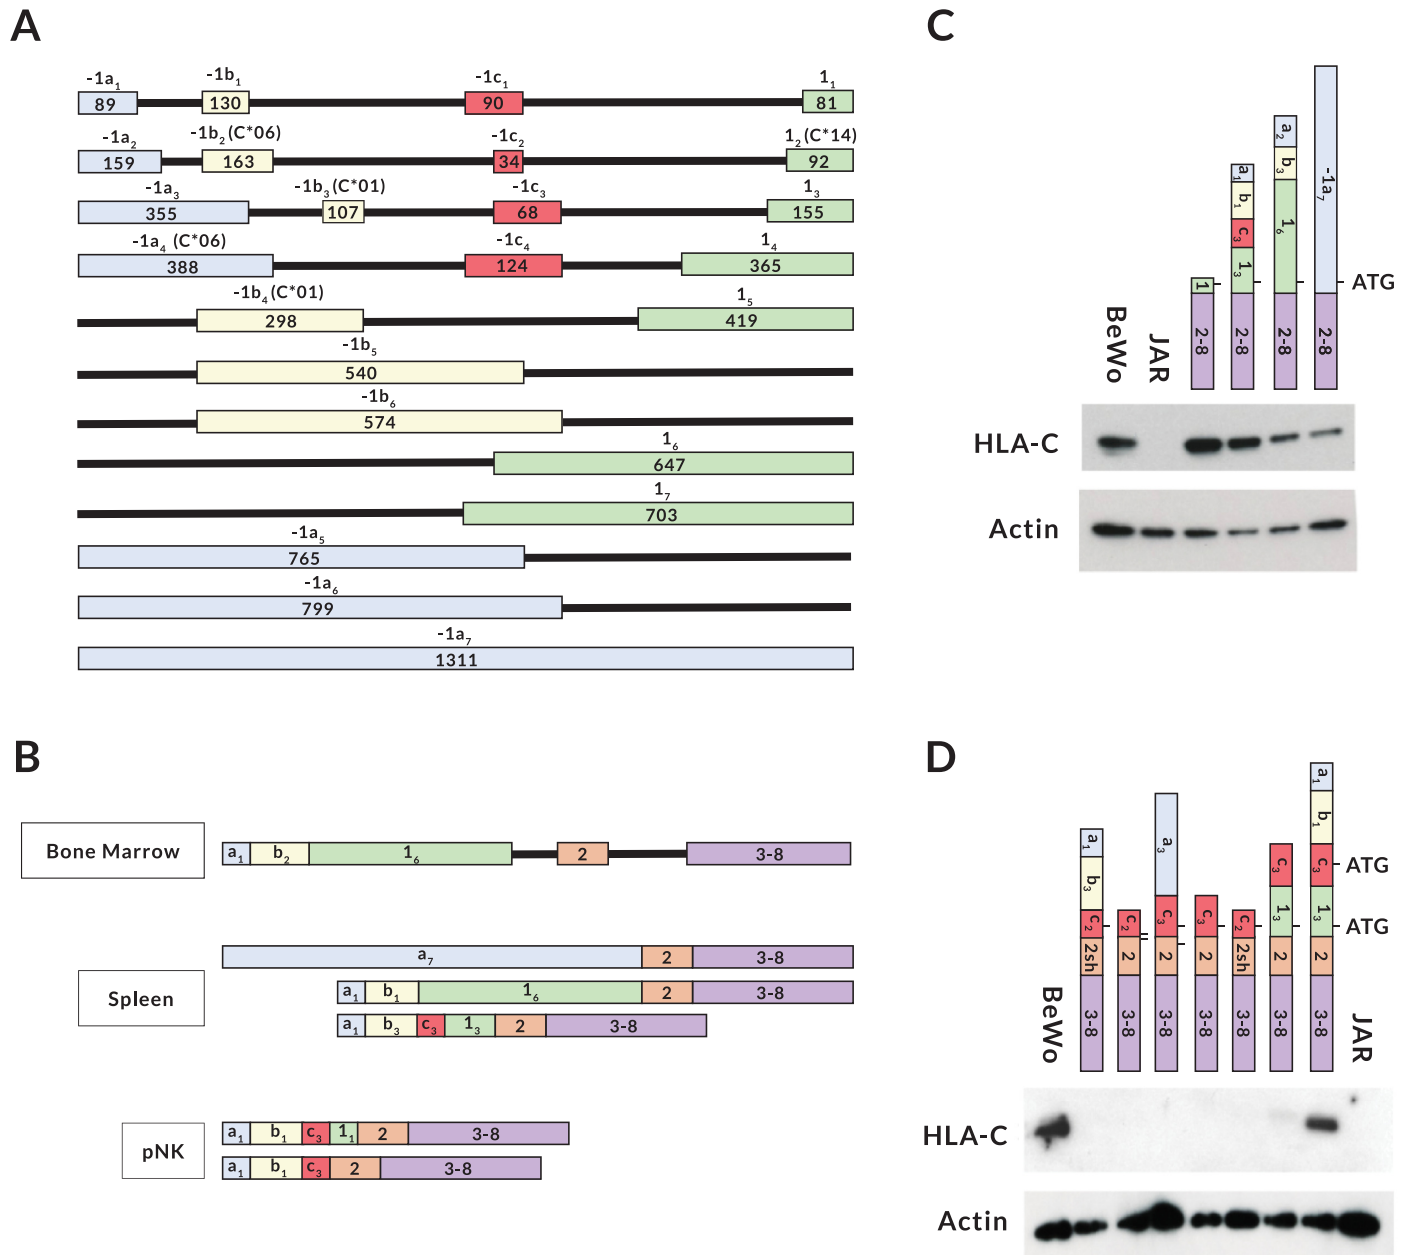 A
-1a₁ -1b₁ -1c₁ 1₁
89 130 90 81
-1a₂ -1b₂ (C*06) -1c₂ 1₂ (C*14)
159 163 34 92
-1a₃ -1b₃ (C*01) -1c₃ 1₃
355 107 68 155
-1a₄ (C*06) -1c₄ 1₄
388 124 365
-1b₄ (C*01) 1₅
298 419
-1b₅
540
-1b₆
574
1₆
647
1₇
703
-1a₅
765
-1a₆
799
-1a₇
1311
B
Bone Marrow a₁ b₂ 1₆ 2 3-8
Spleen
a₇ 2 3-8
a₁ b₁ 1₆ 2 3-8
a₁ b₃ c₃ 1₃ 2 3-8
pNK
a₁ b₁ c₃ 1₁ 2 3-8
a₁ b₁ c₃ 2 3-8
C
BeWo
JAR
1 2-8
a₁ b₁ c₃ 1₃ 2-8
a₂ b₃ 1₆ 2-8
-1a₇ 2-8
ATG
HLA-C
Actin
D
BeWo
a₁ b₃ c₂ 2sh 3-8
c₂ 2 3-8
a₃ c₃ 2 3-8
c₃ 2 3-8
c₂ 2sh 3-8
c₃ 1₃ 2 3-8
a₁ b₁ c₃ 1₃ 2 3-8
JAR
ATG
ATG
HLA-C
Actin